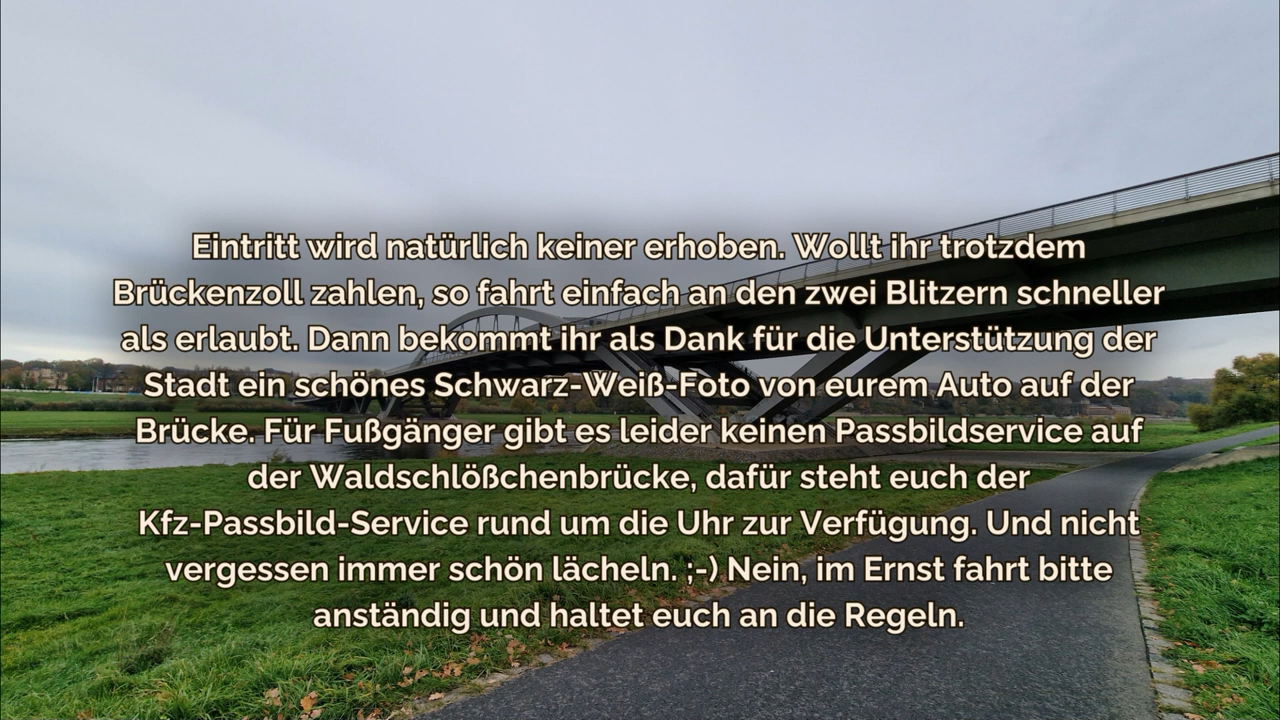 Eintritt wird natürlich keiner erhoben. Wollt ihr trotzdem
Brückenzoll zahlen, so fahrt einfach an den zwei Blitzern schneller
als erlaubt. Dann bekommt ihr als Dank für die Unterstützung der
Stadt ein schönes Schwarz-Weiß-Foto von eurem Auto auf der
Brücke. Für Fußgänger gibt es leider keinen Passbildservice auf
der Waldschlößchenbrücke, dafür steht euch der
Kfz-Passbild-Service rund um die Uhr zur Verfügung. Und nicht
vergessen immer schön lächeln. ;-) Nein, im Ernst fahrt bitte
anständig und haltet euch an die Regeln.